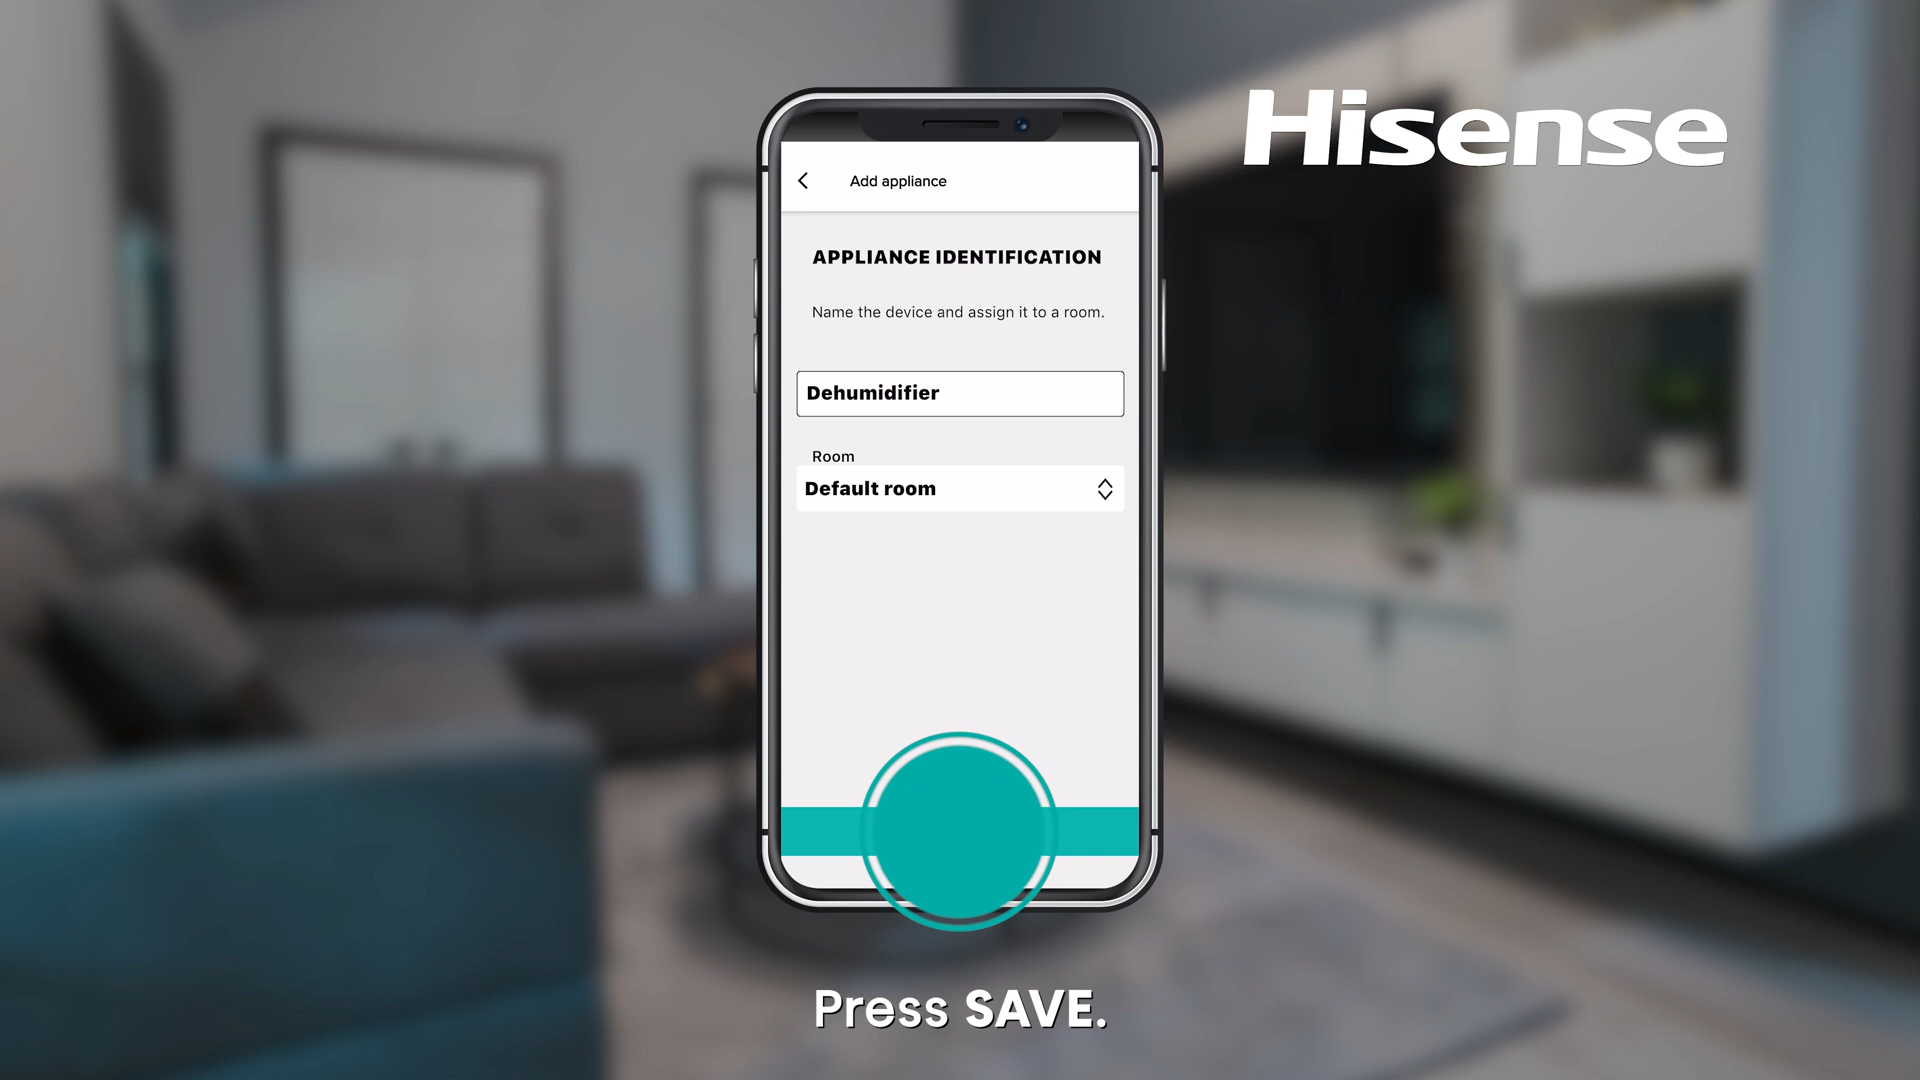 Hisense
Add appliance
APPLIANCE IDENTIFICATION
Name the device and assign it to a room.
Dehumidifier
Room
Default room
Press SAVE.